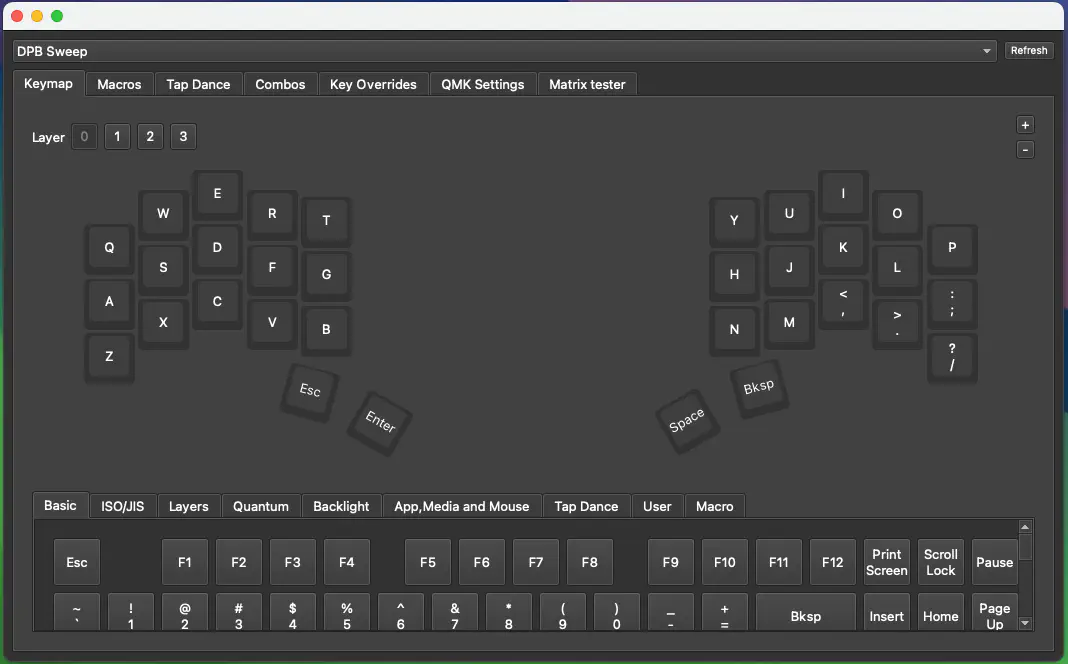 DPB Sweep
Refresh
Keymap Macros Tap Dance Combos Key Overrides QMK Settings Matrix tester
Layer 0 1 2 3
+
-
E I
W R U O
T Y
Q D K P
S F J L
G H
A C < , : ;
X V M > .
B N
Z ? /
Esc Bksp
Enter Space
Basic ISO/JIS Layers Quantum Backlight App,Media and Mouse Tap Dance User Macro
Esc F1 F2 F3 F4 F5 F6 F7 F8 F9 F10 F11 F12 Print Screen Scroll Lock Pause
~ ! @ # $ % ^ & * ( ) _ + Bksp Insert Home Page Up
` 1 2 3 4 5 6 7 8 9 0 - =